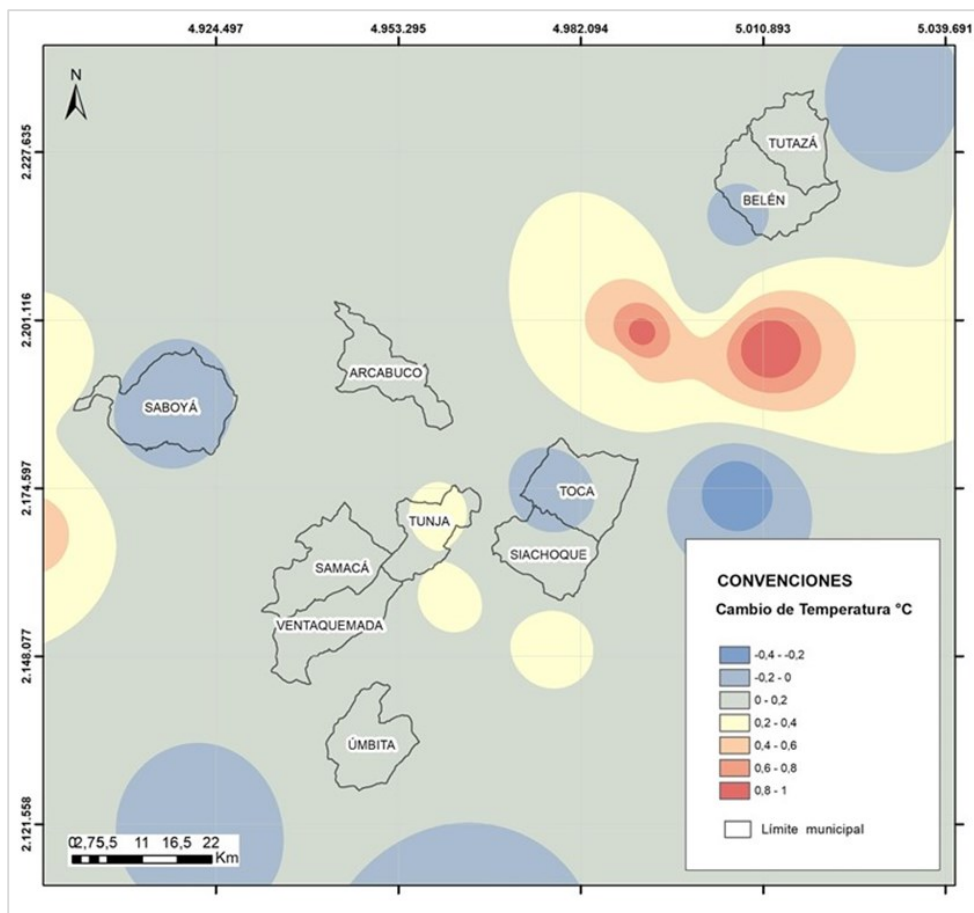 4.924.497 4.953.295 4.982.094 5.010.893 5.039.691
N
2.227.635
TUTAZÁ
BELÉN
2.201.116
ARCABUCO
SABOYÁ
2.174.597
TOCA
TUNJA
SIACHOQUE
SAMACÁ
VENTAQUEMADA
2.148.077
ÚMBITA
2.121.558
0 2,75 5,5 11 16,5 22
Km
CONVENCIONES
Cambio de Temperatura °C
-0,4 - -0,2
-0,2 - 0
0 - 0,2
0,2 - 0,4
0,4 - 0,6
0,6 - 0,8
0,8 - 1
Límite municipal